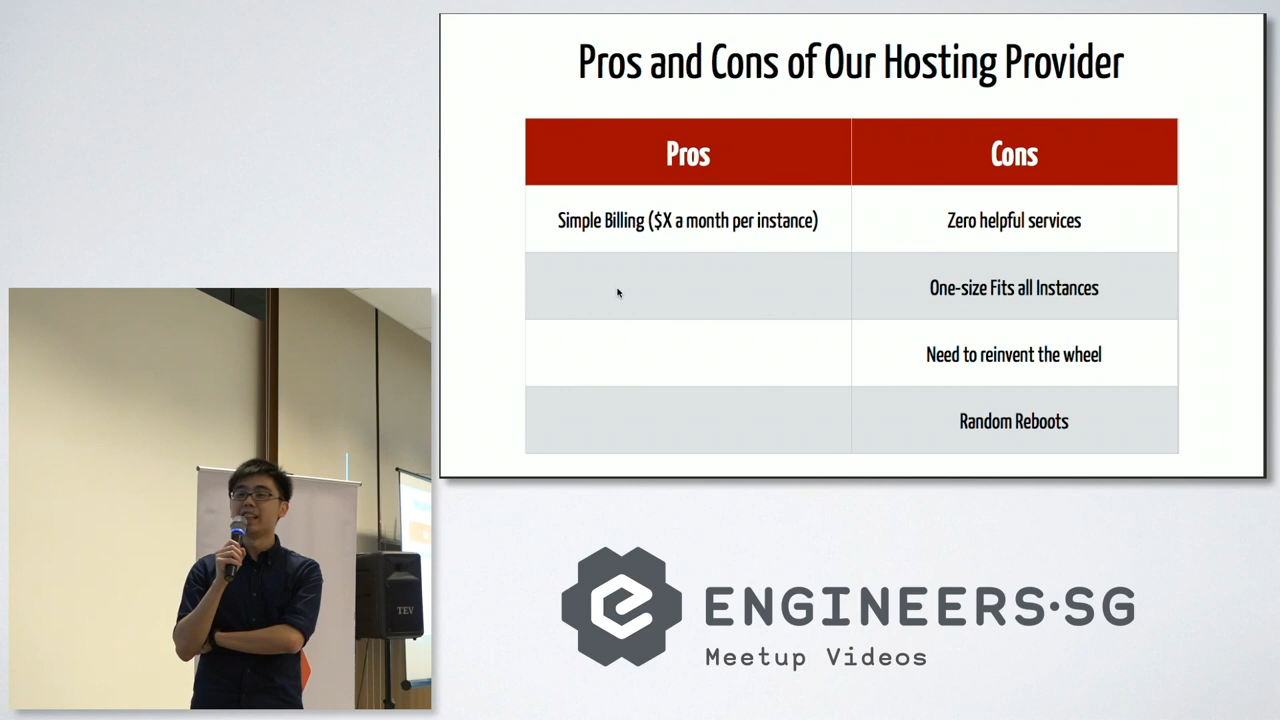 Pros and Cons of Our Hosting Provider
Pros
Cons
Simple Billing ($X a month per instance)
Zero helpful services
One-size Fits all Instances
Need to reinvent the wheel
Random Reboots
TEV
ENGINEERS·SG
Meetup Videos